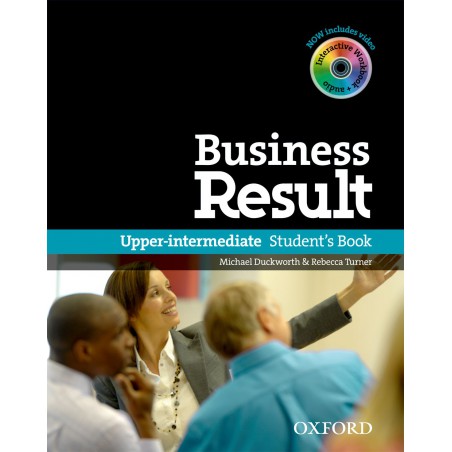 NOW includes video
Interactive Workbook + audio
Business
Result
Upper-intermediate Student's Book
Michael Duckworth & Rebecca Turner
OXFORD